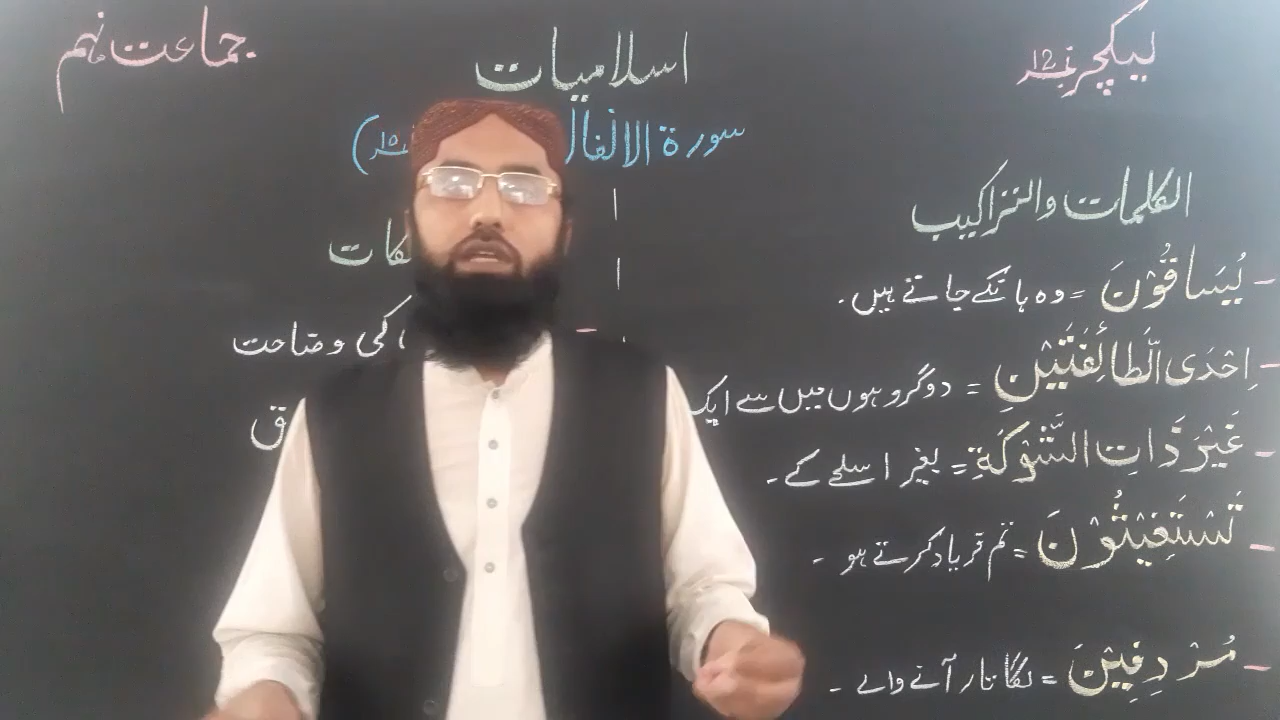 لیکچر نمبر 12
اسلامیات
جماعت نہم
سورة الانفال
الکلمات والتراکیب
- یُسَاقُوْنَ = وہ ہانکے جاتے ہیں۔
- اِحْدَی الطَّائِفَتَیْنِ = دو گروہوں میں سے ایک
- غَیْرَ ذَاتِ الشَّوْکَةِ = بغیر اسلحے کے۔
- تَسْتَغِیْثُوْنَ = تم فریاد کرتے ہو۔
- مُرْدِفِیْنَ = لگاتار آنے والے۔
کی وضاحت